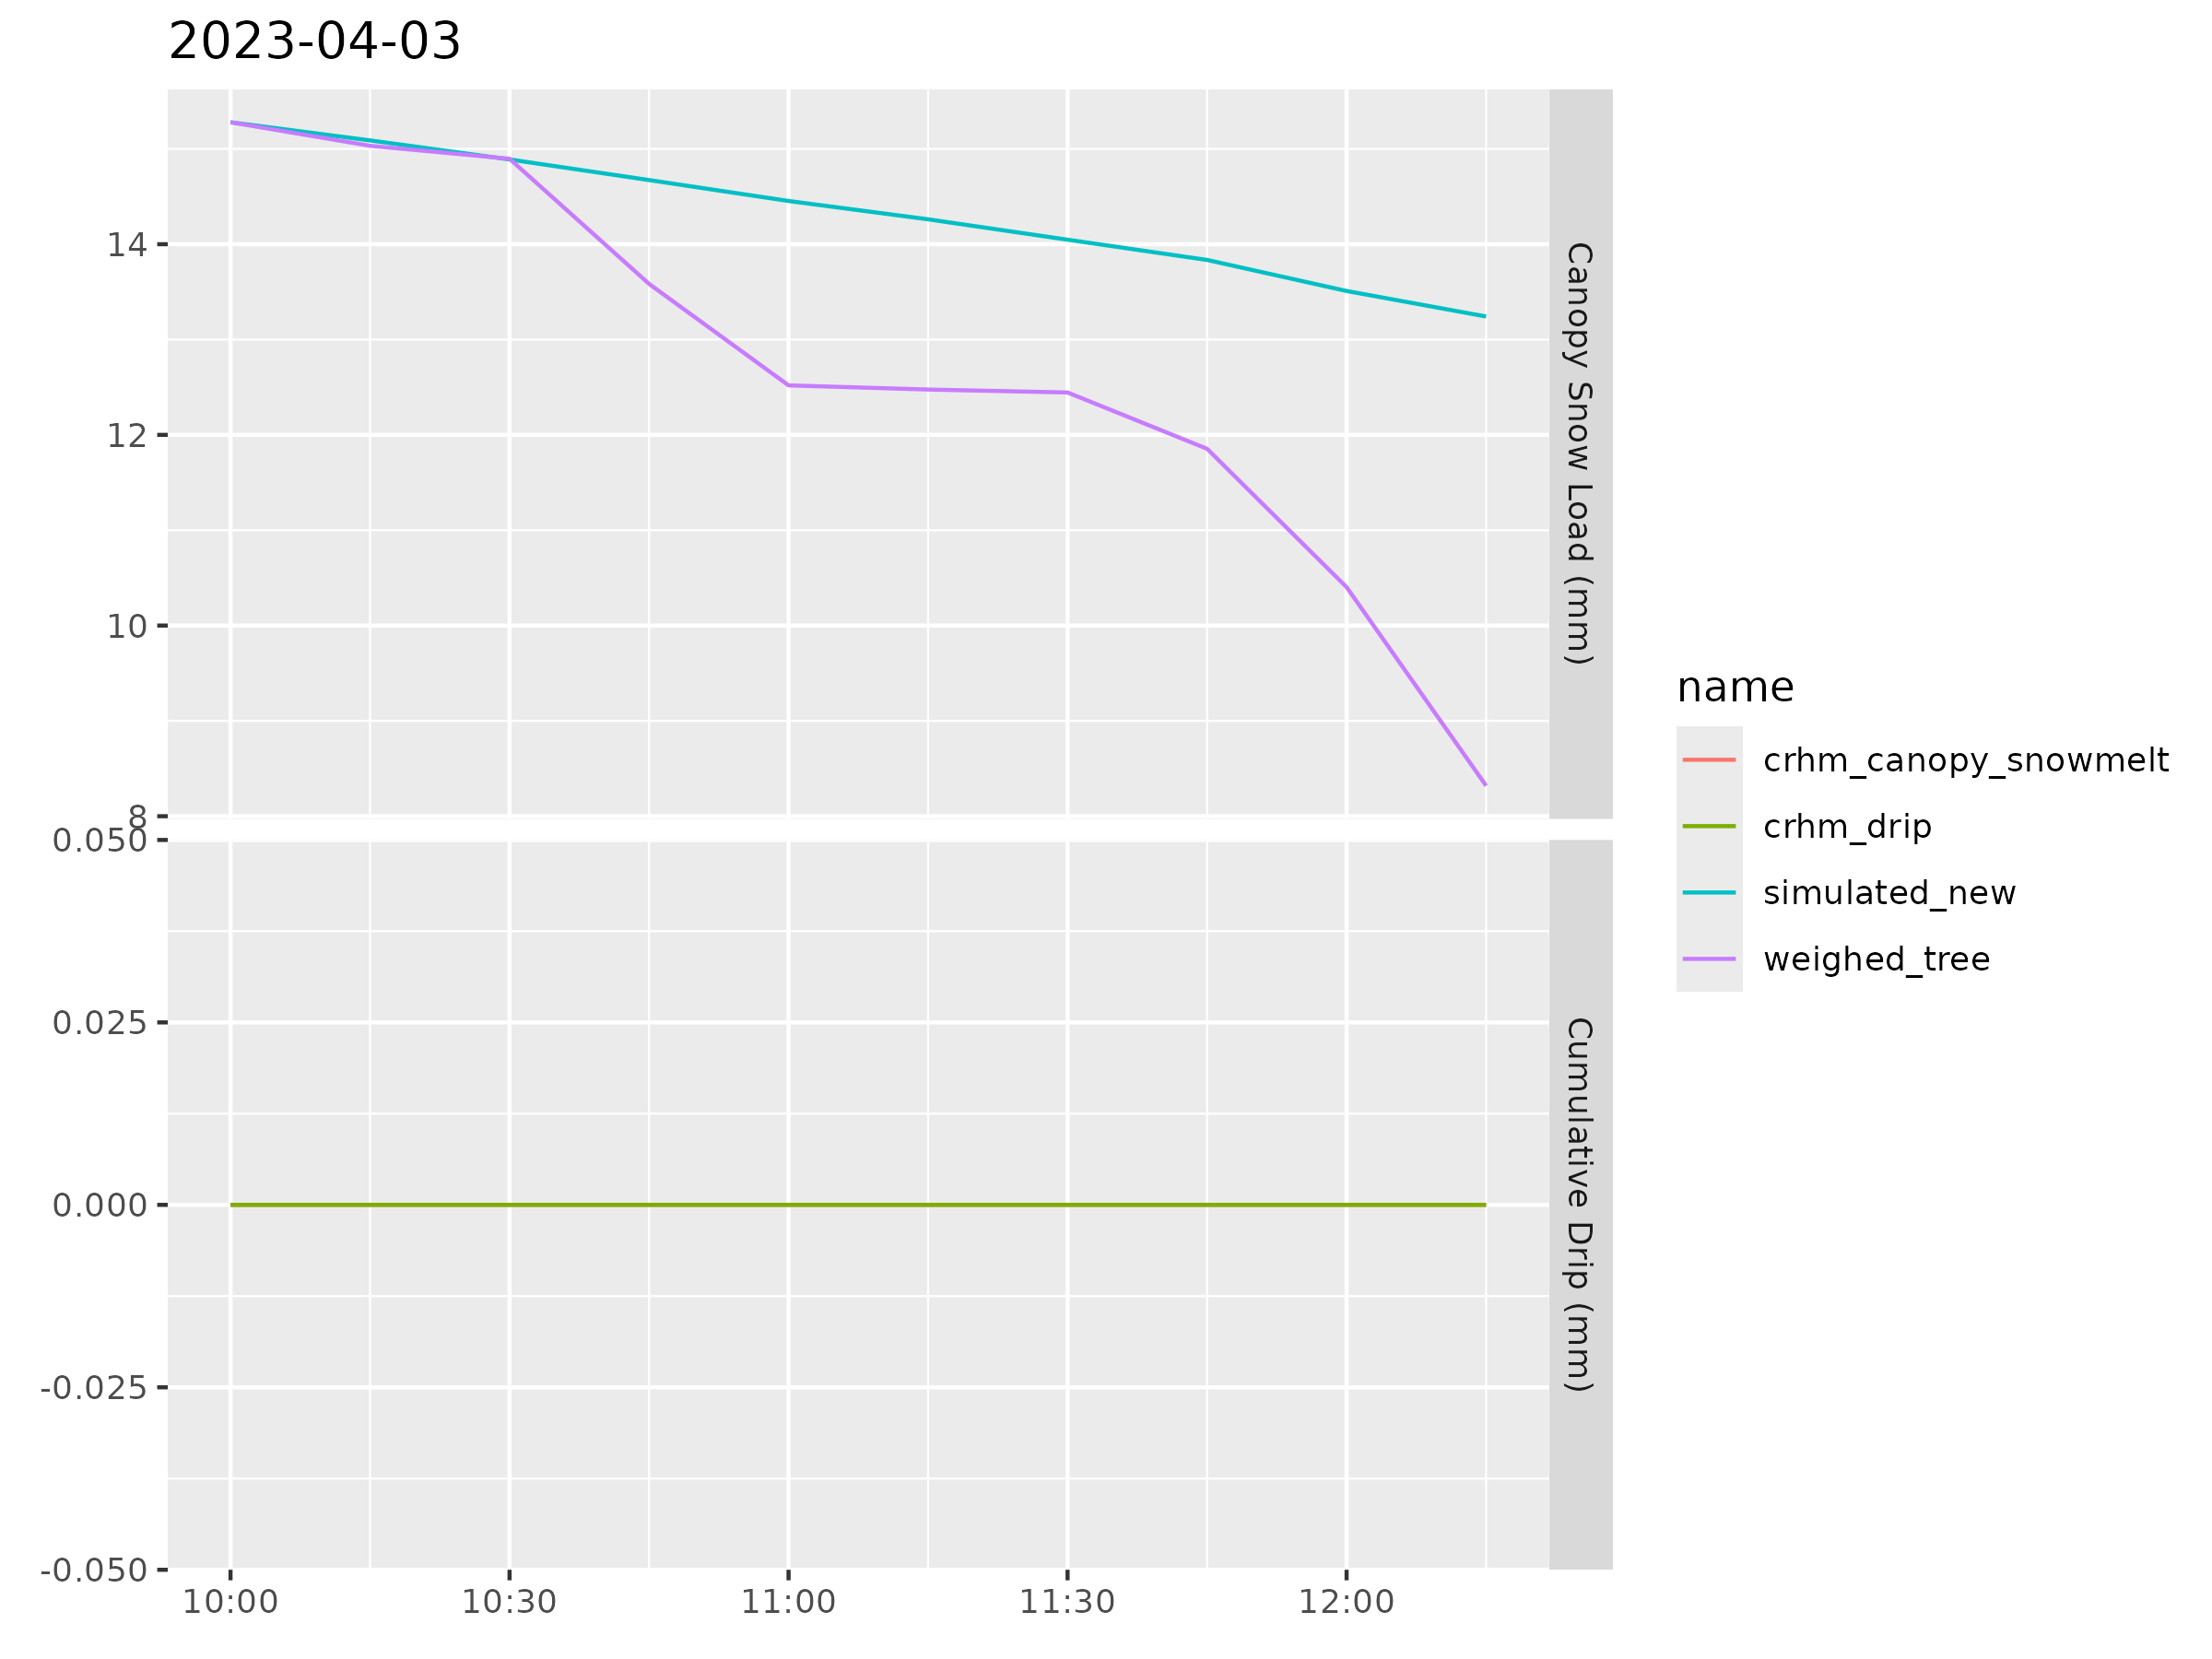 2023-04-03
14
12
10
8
Canopy Snow Load (mm)
0.050
0.025
0.000
-0.025
-0.050
Cumulative Drip (mm)
10:00 10:30 11:00 11:30 12:00
name
crhm_canopy_snowmelt
crhm_drip
simulated_new
weighed_tree